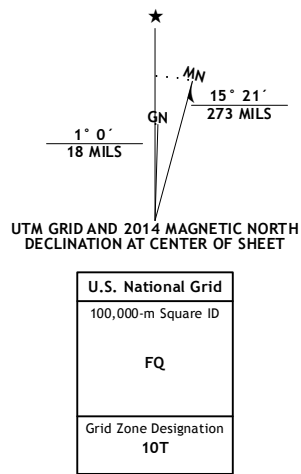 ★
MN
GN
15° 21´
273 MILS
1° 0´
18 MILS
UTM GRID AND 2014 MAGNETIC NORTH
DECLINATION AT CENTER OF SHEET
U.S. National Grid
100,000-m Square ID
FQ
Grid Zone Designation
10T